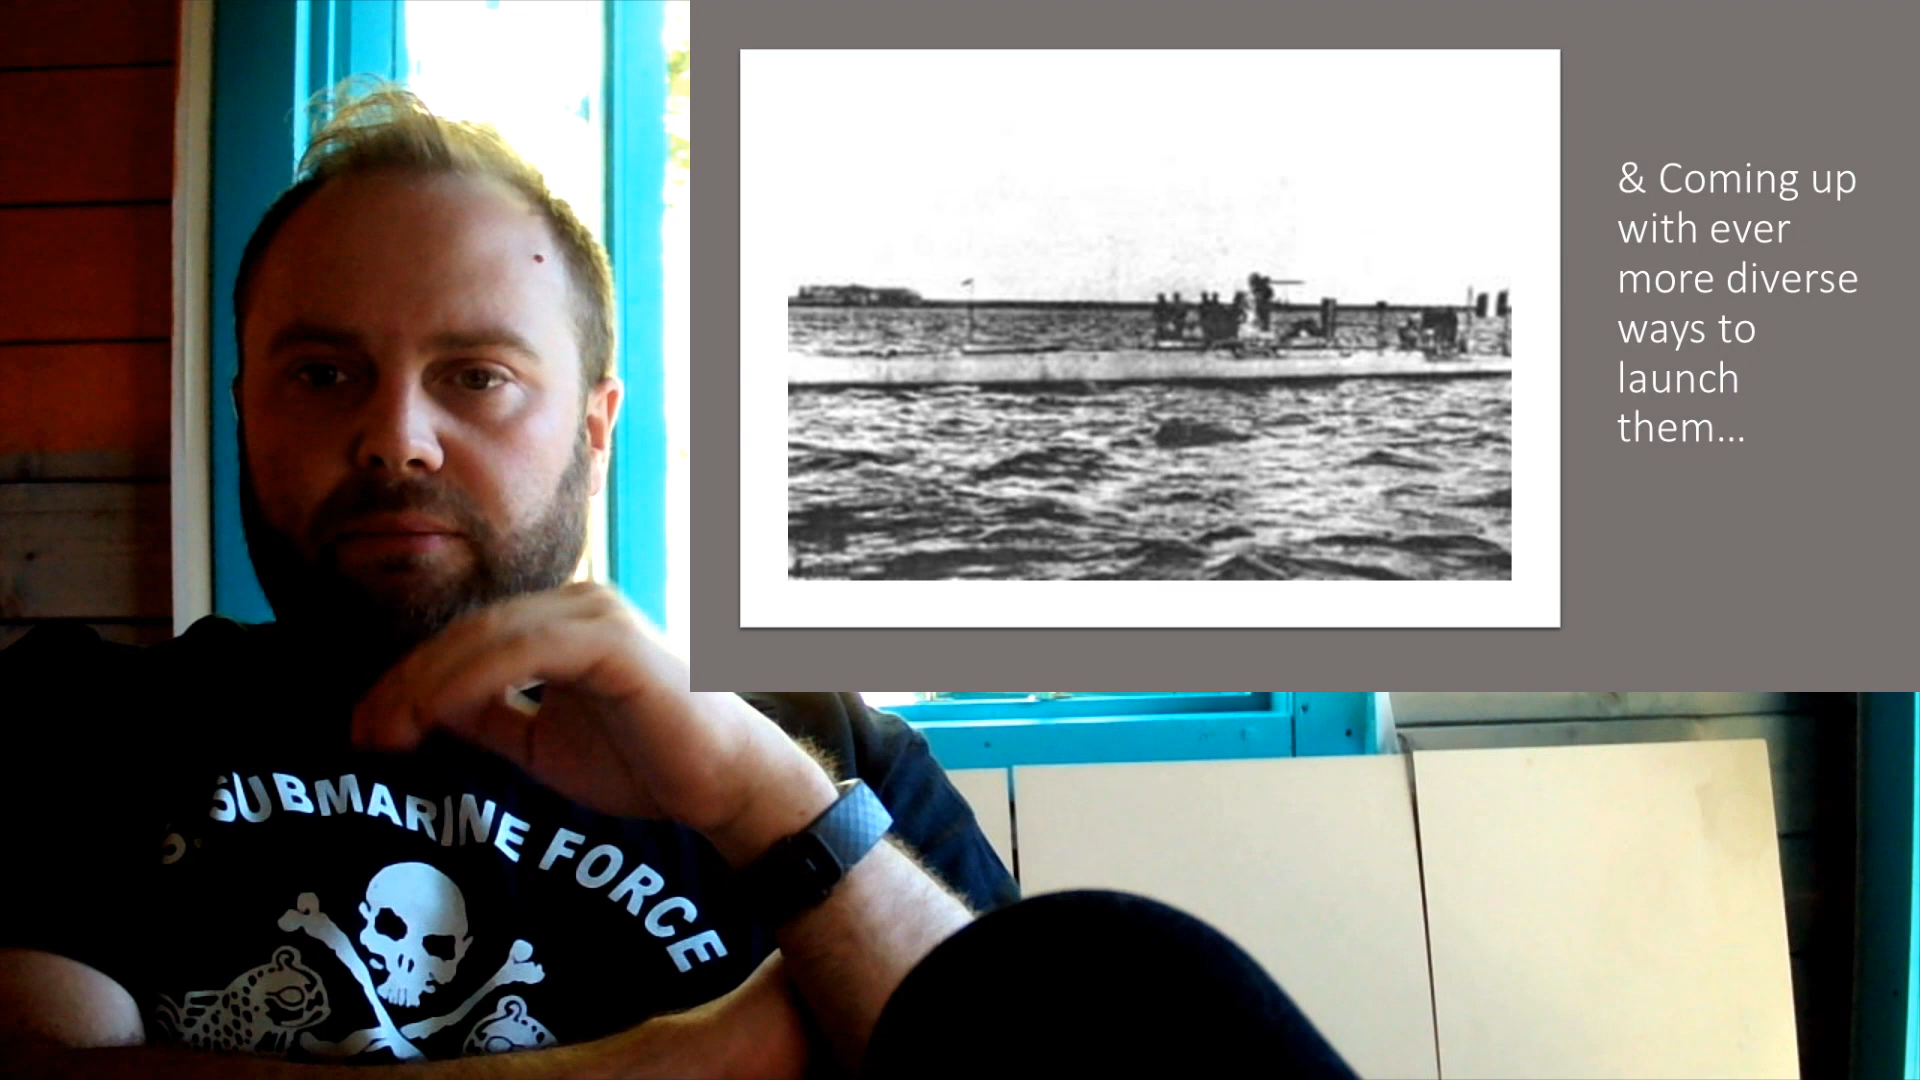 & Coming up
with ever
more diverse
ways to
launch
them...
SUBMARINE FORCE